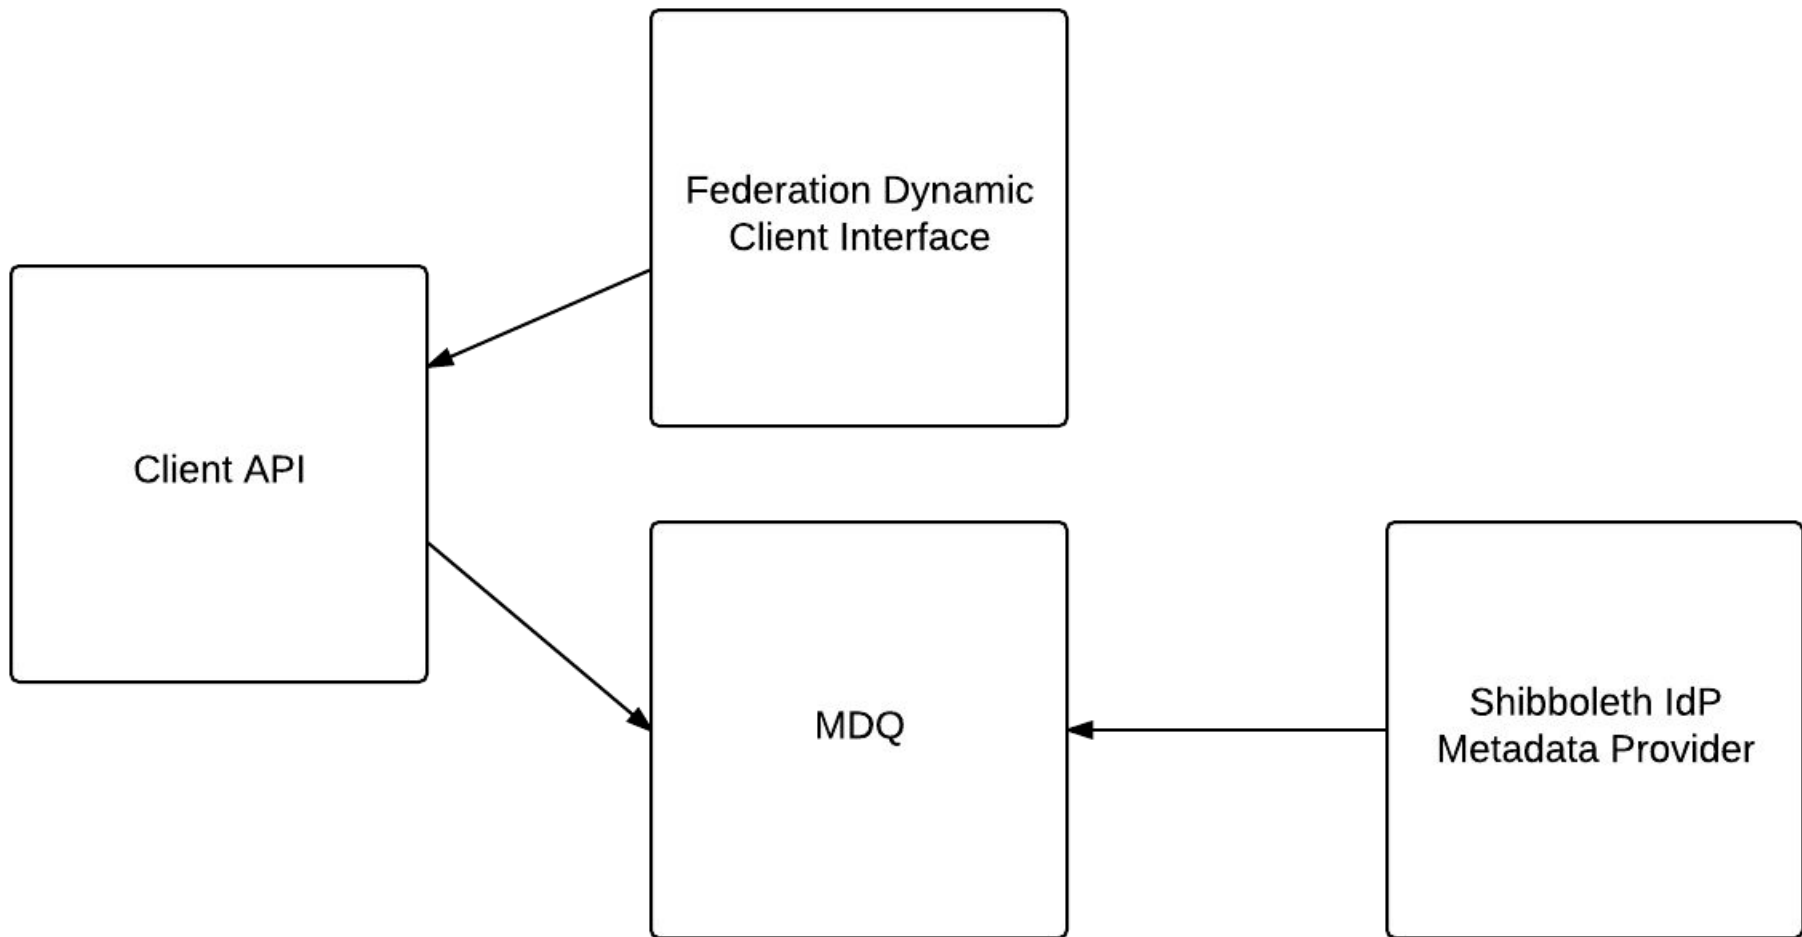 Federation Dynamic
Client Interface
Client API
MDQ
Shibboleth IdP
Metadata Provider